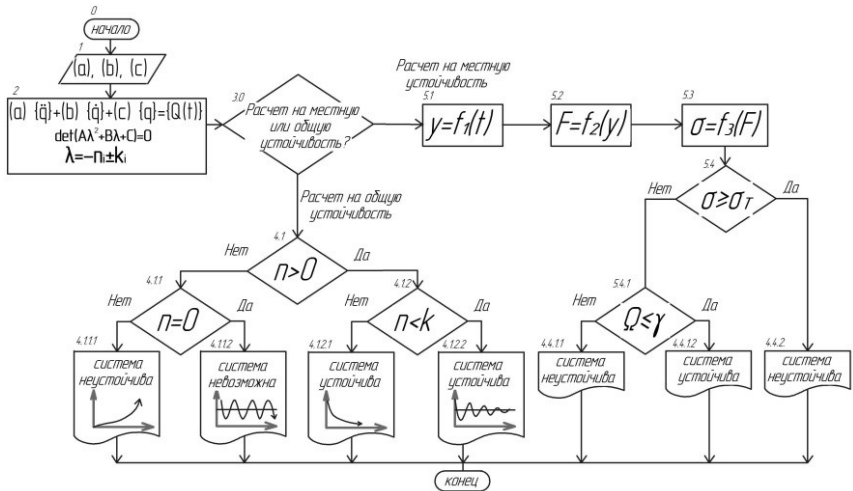 0
начало
1
(a), (b), (c)
2
(a) {q̈}+(b) {q̇}+(c) {q}={Q(t)}
det(Aλ²+Bλ+C)=0
λ=-nᵢ±kᵢ
3.0
Расчет на местную
или общую
устойчивость?
Расчет на местную
устойчивость
5.1
y=f₁(t)
5.2
F=f₂(y)
5.3
σ=f₃(F)
5.4
Нет
Да
σ≥σт
Расчет на общую
устойчивость
4.1
Нет
Да
n>0
4.1.1
Нет
Да
n=0
4.1.2
Нет
Да
n<k
5.4.1
Нет
Да
Ω≤γ
4.1.1.1
система
неустойчива
4.1.1.2
система
невозможна
4.1.2.1
система
устойчива
4.1.2.2
система
устойчива
4.4.1.1
система
неустойчива
4.4.1.2
система
устойчива
4.4.2
система
неустойчива
конец